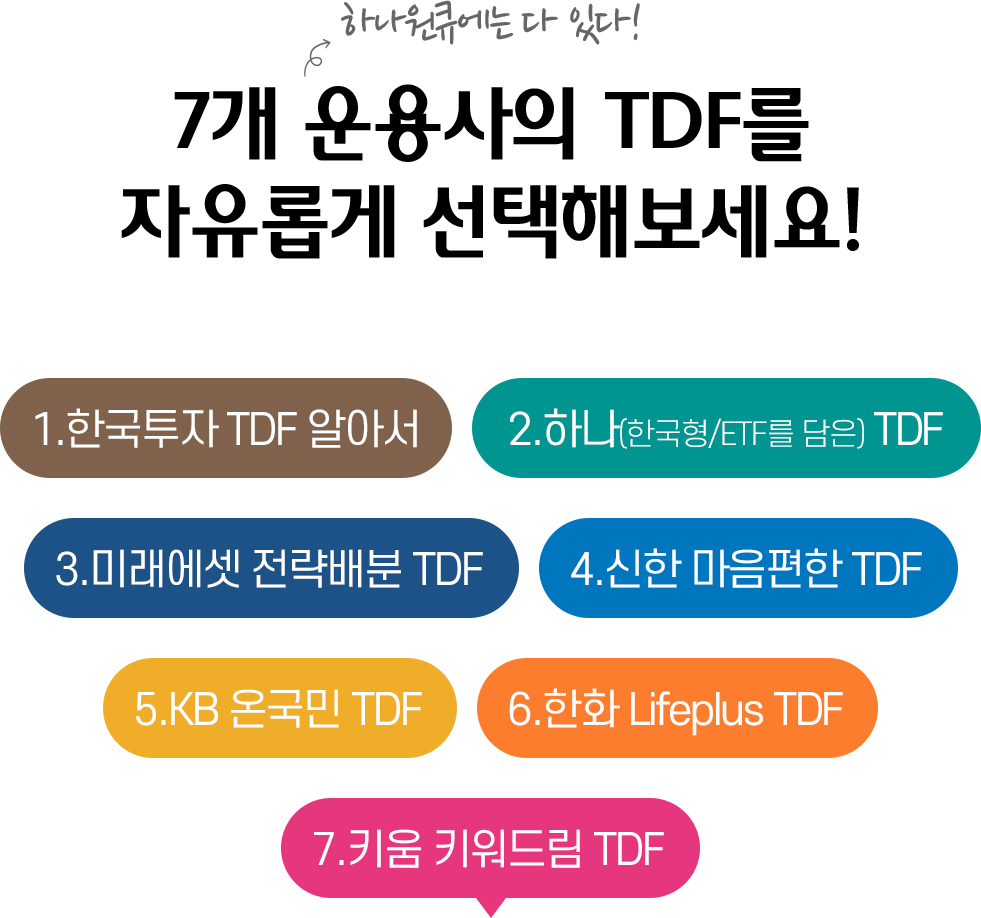 하나원큐에는 다 있다!
7개 운용사의 TDF를
자유롭게 선택해보세요!
1.한국투자 TDF 알아서
2.하나(한국형/ETF를 담은) TDF
3.미래에셋 전략배분 TDF
4.신한 마음편한 TDF
5.KB 온국민 TDF
6.한화 Lifeplus TDF
7.키움 키워드림 TDF